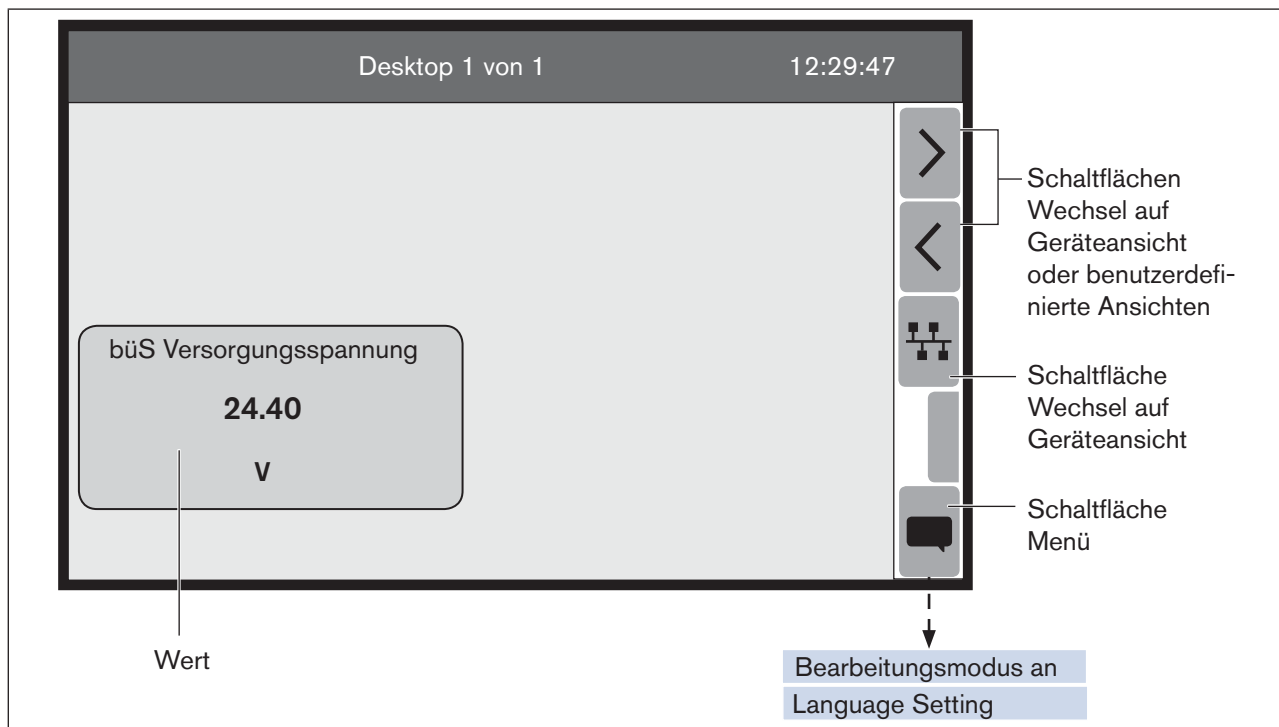 Desktop 1 von 1
12:29:47
Schaltflächen
Wechsel auf
Geräteansicht
oder benutzerdefi-
nierte Ansichten
büS Versorgungsspannung
24.40
V
Schaltfläche
Wechsel auf
Geräteansicht
Schaltfläche
Menü
Wert
Bearbeitungsmodus an
Language Setting